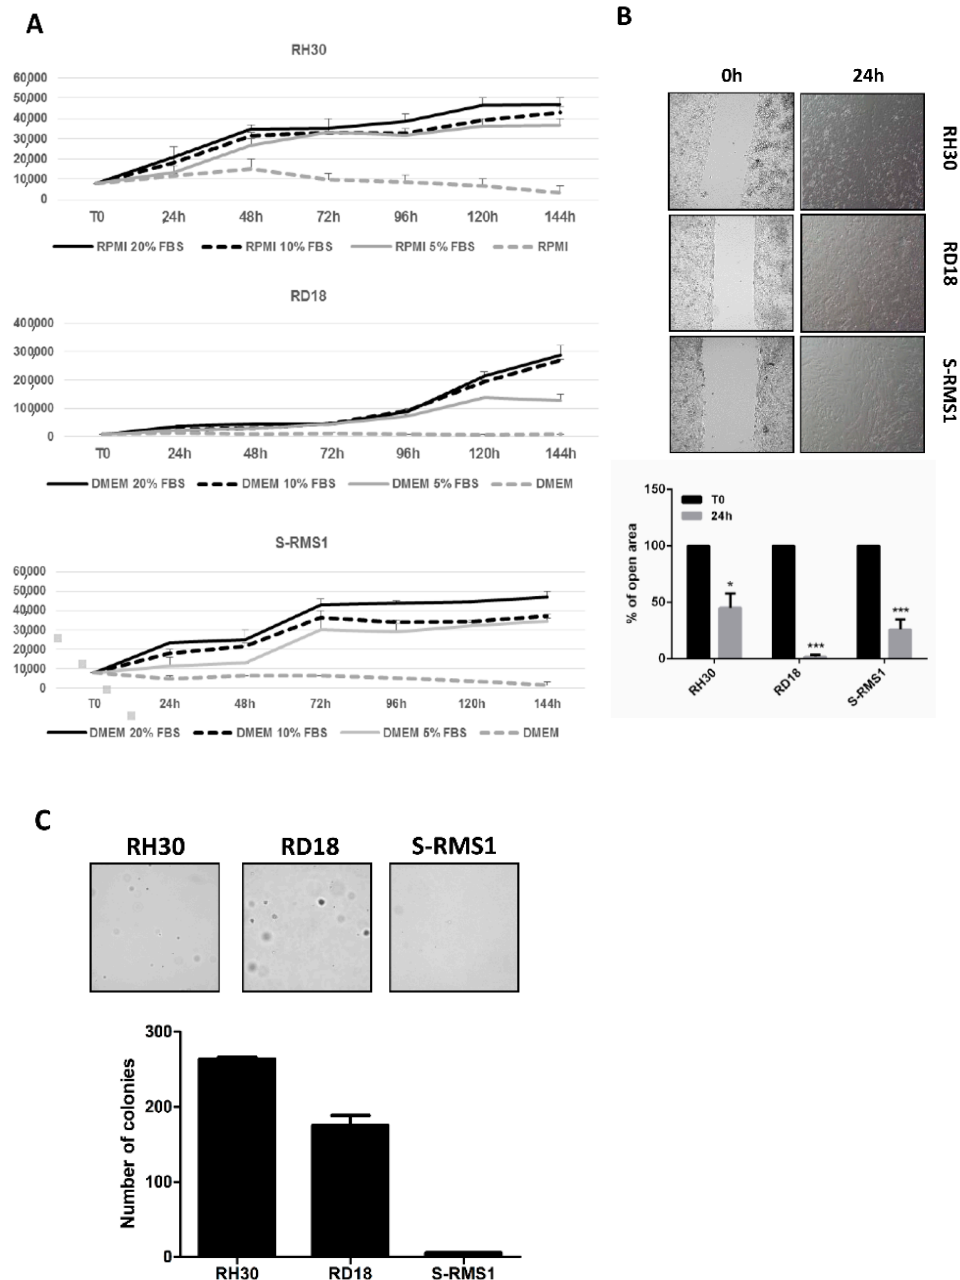 A
RH30
60,000
50,000
40,000
30,000
20,000
10,000
0
T0 24h 48h 72h 96h 120h 144h
RPMI 20% FBS RPMI 10% FBS RPMI 5% FBS RPMI
RD18
400,000
300,000
200,000
100,000
0
T0 24h 48h 72h 96h 120h 144h
DMEM 20% FBS DMEM 10% FBS DMEM 5% FBS DMEM
S-RMS1
60,000
50,000
40,000
30,000
20,000
10,000
0
T0 24h 48h 72h 96h 120h 144h
DMEM 20% FBS DMEM 10% FBS DMEM 5% FBS DMEM
B
0h 24h
RH30
RD18
S-RMS1
% of open area
150
100
50
0
T0
24h
*
***
***
RH30 RD18 S-RMS1
C
RH30 RD18 S-RMS1
Number of colonies
300
200
100
0
RH30 RD18 S-RMS1